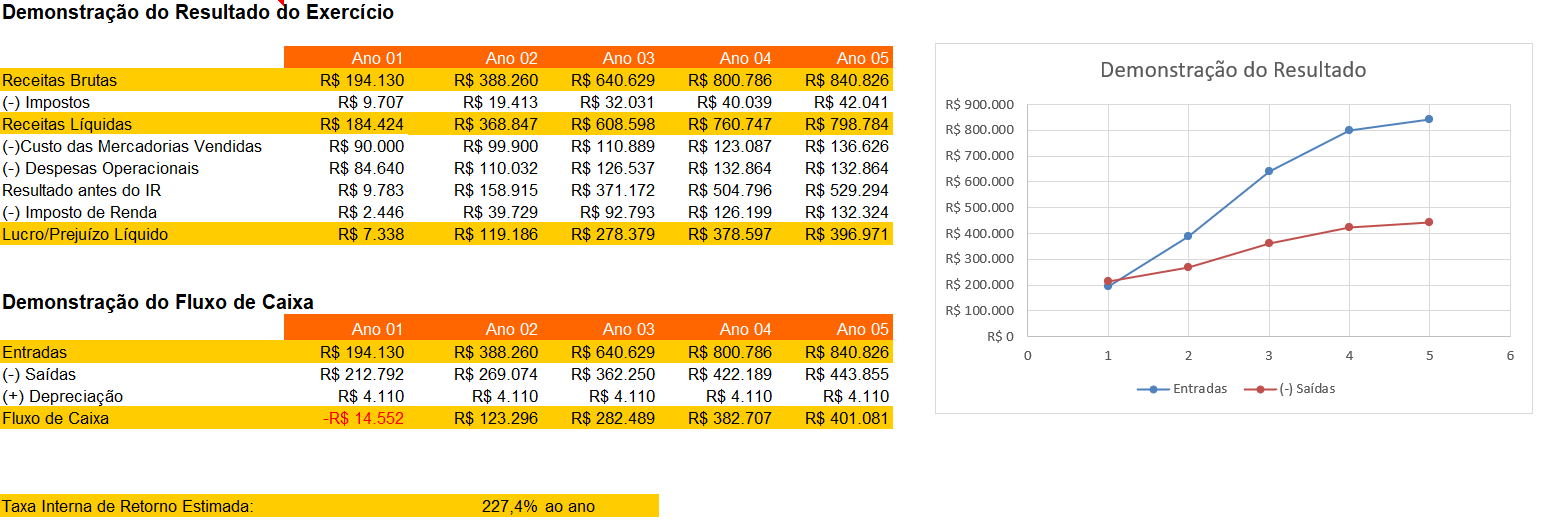 Demonstração do Resultado do Exercício
Ano 01 Ano 02 Ano 03 Ano 04 Ano 05
Receitas Brutas R$ 194.130 R$ 388.260 R$ 640.629 R$ 800.786 R$ 840.826
(-) Impostos R$ 9.707 R$ 19.413 R$ 32.031 R$ 40.039 R$ 42.041
Receitas Líquidas R$ 184.424 R$ 368.847 R$ 608.598 R$ 760.747 R$ 798.784
(-)Custo das Mercadorias Vendidas R$ 90.000 R$ 99.900 R$ 110.889 R$ 123.087 R$ 136.626
(-) Despesas Operacionais R$ 84.640 R$ 110.032 R$ 126.537 R$ 132.864 R$ 132.864
Resultado antes do IR R$ 9.783 R$ 158.915 R$ 371.172 R$ 504.796 R$ 529.294
(-) Imposto de Renda R$ 2.446 R$ 39.729 R$ 92.793 R$ 126.199 R$ 132.324
Lucro/Prejuízo Líquido R$ 7.338 R$ 119.186 R$ 278.379 R$ 378.597 R$ 396.971
Demonstração do Fluxo de Caixa
Ano 01 Ano 02 Ano 03 Ano 04 Ano 05
Entradas R$ 194.130 R$ 388.260 R$ 640.629 R$ 800.786 R$ 840.826
(-) Saídas R$ 212.792 R$ 269.074 R$ 362.250 R$ 422.189 R$ 443.855
(+) Depreciação R$ 4.110 R$ 4.110 R$ 4.110 R$ 4.110 R$ 4.110
Fluxo de Caixa -R$ 14.552 R$ 123.296 R$ 282.489 R$ 382.707 R$ 401.081
Taxa Interna de Retorno Estimada: 227,4% ao ano
Demonstração do Resultado
R$ 900.000
R$ 800.000
R$ 700.000
R$ 600.000
R$ 500.000
R$ 400.000
R$ 300.000
R$ 200.000
R$ 100.000
R$ 0
0 1 2 3 4 5 6
Entradas (-) Saídas